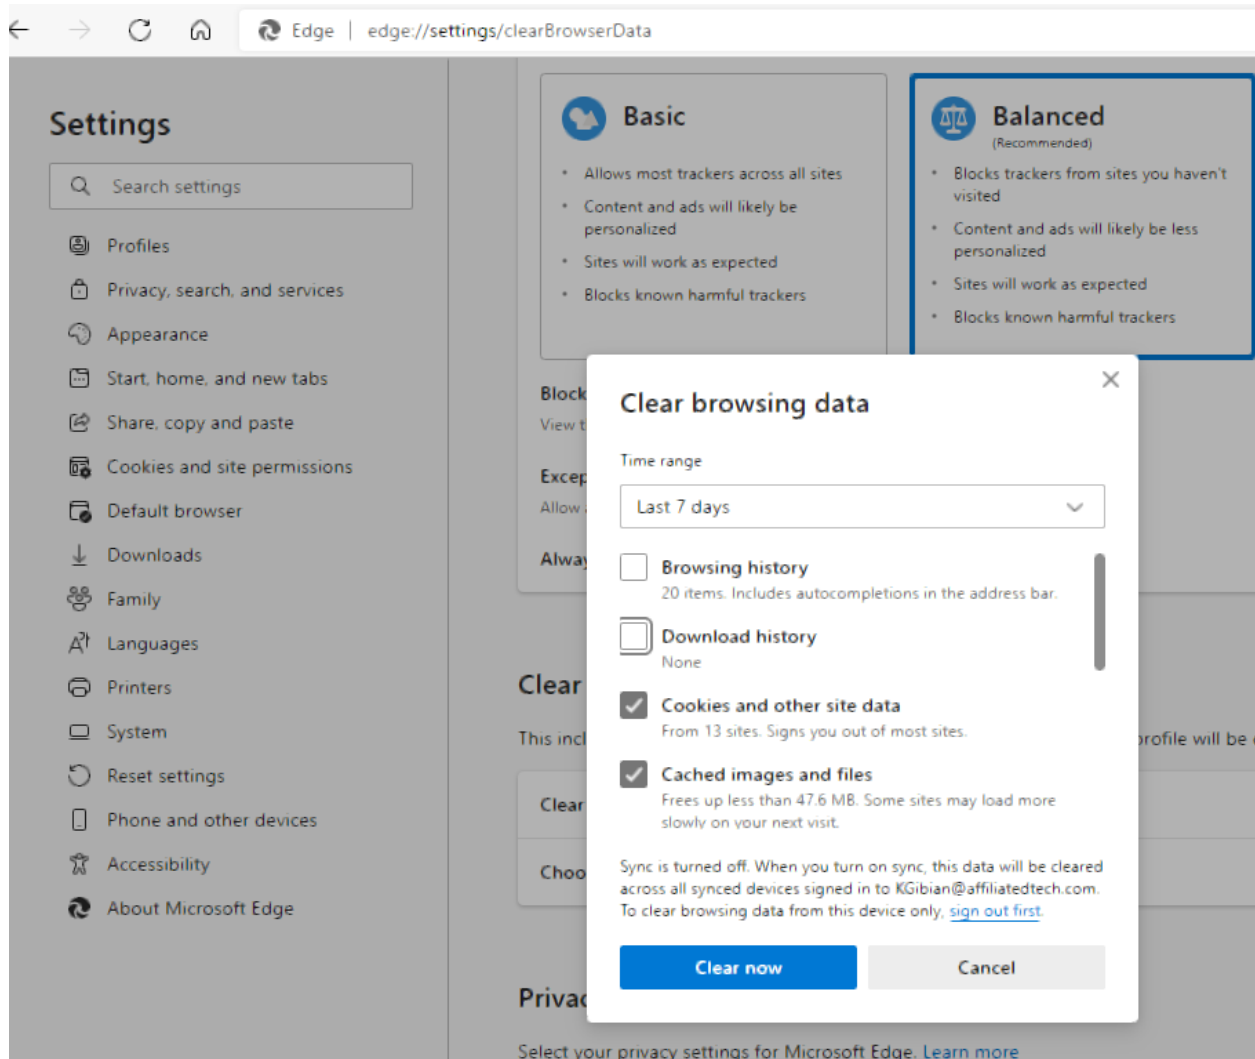 Edge | edge://settings/clearBrowserData
Settings
Search settings
Profiles
Privacy, search, and services
Appearance
Start, home, and new tabs
Share, copy and paste
Cookies and site permissions
Default browser
Downloads
Family
Languages
Printers
System
Reset settings
Phone and other devices
Accessibility
About Microsoft Edge
Basic
Allows most trackers across all sites
Content and ads will likely be
personalized
Sites will work as expected
Blocks known harmful trackers
Balanced
(Recommended)
Blocks trackers from sites you haven't
visited
Content and ads will likely be less
personalized
Sites will work as expected
Blocks known harmful trackers
Block
View t
Excep
Allow
Alway
Clear
This incl
profile will be
Clear
Choo
Privac
Select your privacy settings for Microsoft Edge. Learn more
Clear browsing data
Time range
Last 7 days
Browsing history
20 items. Includes autocompletions in the address bar.
Download history
None
Cookies and other site data
From 13 sites. Signs you out of most sites.
Cached images and files
Frees up less than 47.6 MB. Some sites may load more
slowly on your next visit.
Sync is turned off. When you turn on sync, this data will be cleared
across all synced devices signed in to KGibian@affiliatedtech.com.
To clear browsing data from this device only, sign out first.
Clear now
Cancel